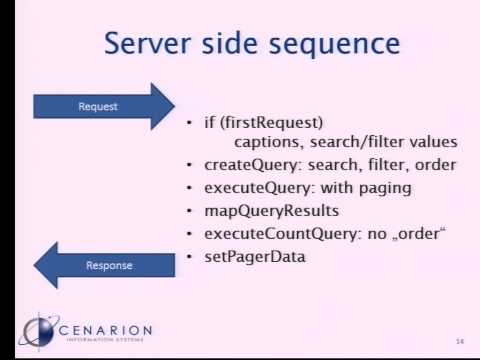 Server side sequence
Request
• if (firstRequest)
captions, search/filter values
• createQuery: search, filter, order
• executeQuery: with paging
• mapQueryResults
• executeCountQuery: no „order“
• setPagerData
Response
CENARION
INFORMATION SYSTEMS
14